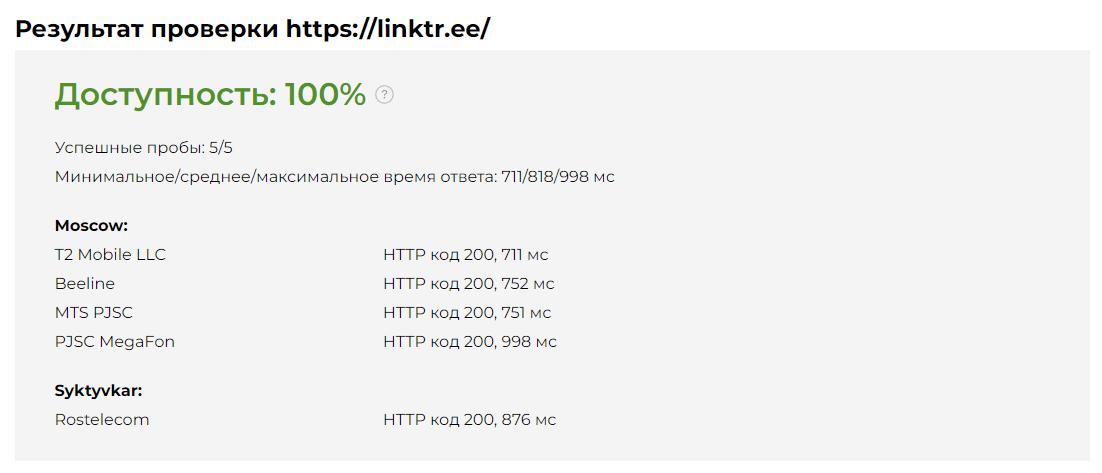 Результат проверки https://linktr.ee/
Доступность: 100% ?
Успешные пробы: 5/5
Минимальное/среднее/максимальное время ответа: 711/818/998 мс
Moscow:
T2 Mobile LLC HTTP код 200, 711 мс
Beeline HTTP код 200, 752 мс
MTS PJSC HTTP код 200, 751 мс
PJSC MegaFon HTTP код 200, 998 мс
Syktyvkar:
Rostelecom HTTP код 200, 876 мс